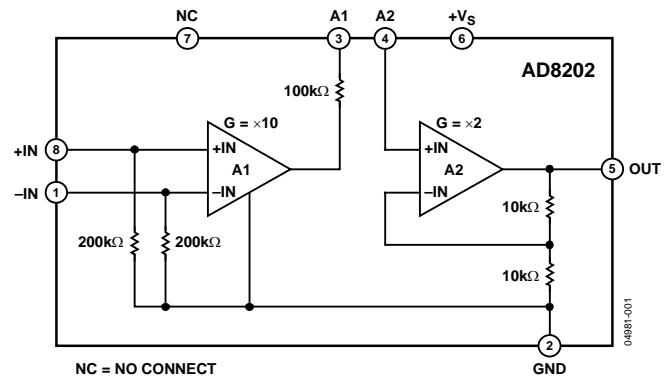 NC
A1
A2
+VS
7
3
4
6
AD8202
100kΩ
G = ×10
G = ×2
+IN
8
+IN
A1
–IN
+IN
A2
–IN
5
OUT
–IN
1
10kΩ
200kΩ
200kΩ
10kΩ
2
GND
NC = NO CONNECT
04981-001